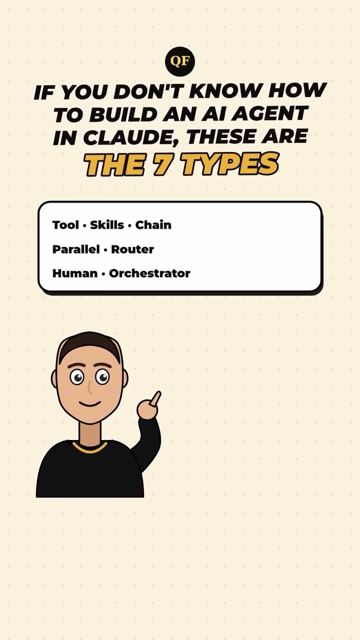 QF
IF YOU DON'T KNOW HOW
TO BUILD AN AI AGENT
IN CLAUDE, THESE ARE
THE 7 TYPES
Tool · Skills · Chain
Parallel · Router
Human · Orchestrator